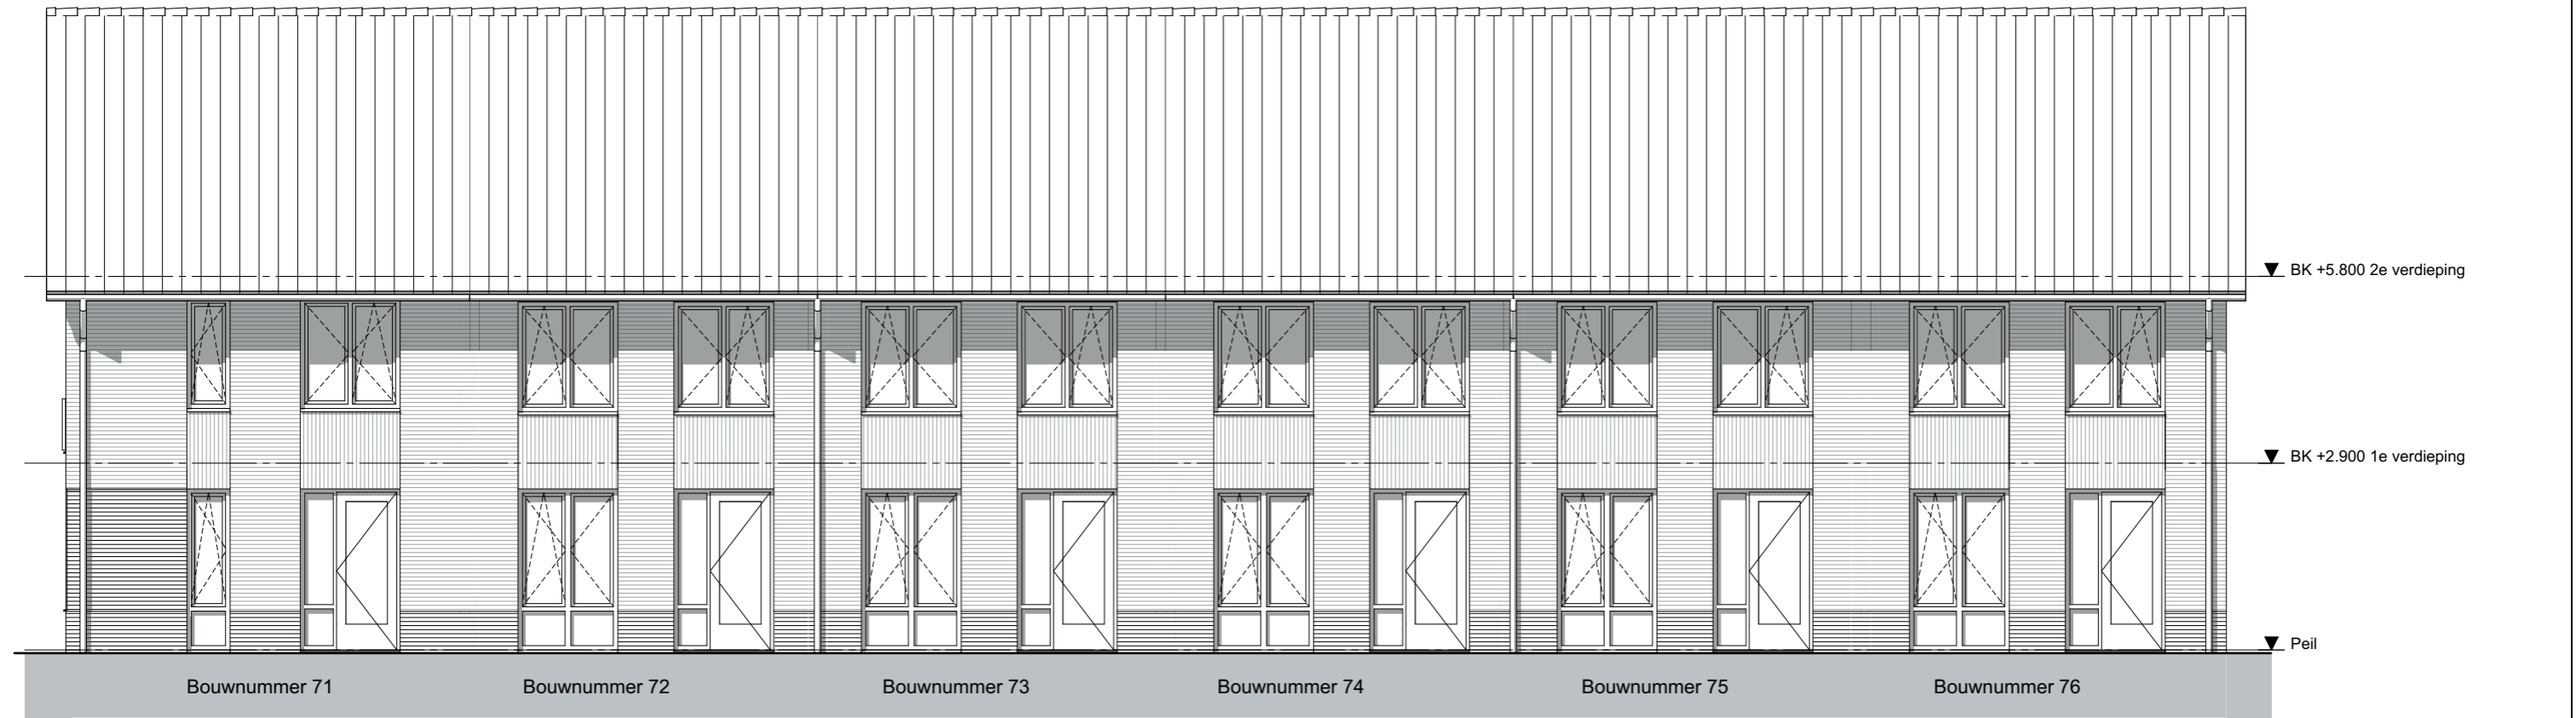 BK +5.800 2e verdieping
BK +2.900 1e verdieping
Peil
Bouwnummer 71
Bouwnummer 72
Bouwnummer 73
Bouwnummer 74
Bouwnummer 75
Bouwnummer 76